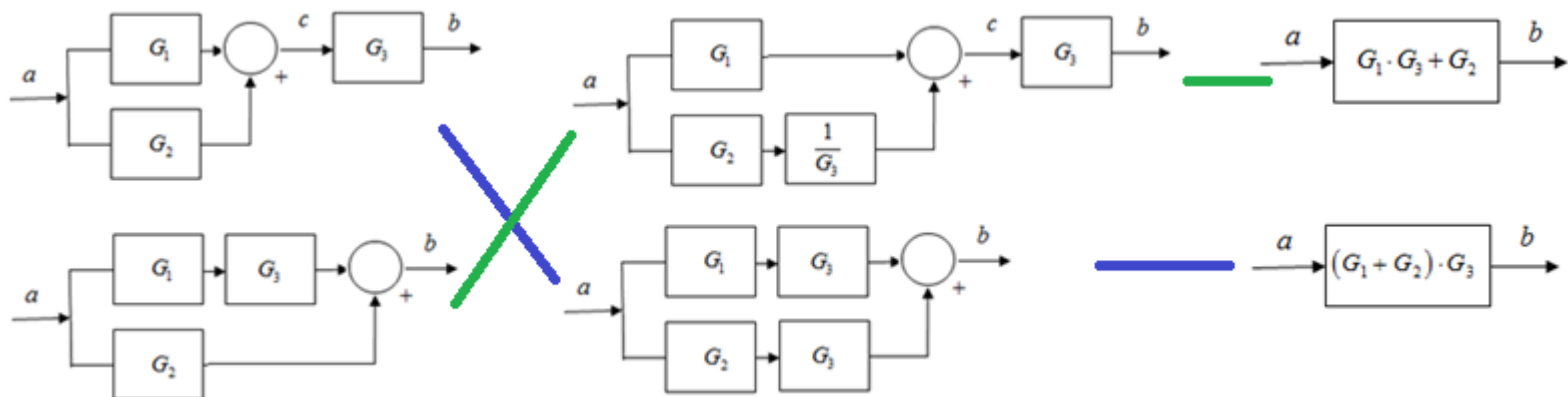 a G₁ G₂ + c G₃ b
a G₁ G₂ 1/G₃ + c G₃ b
a G₁·G₃+G₂ b
a G₁ G₃ G₂ + b
a G₁ G₃ G₂ G₃ + b
a (G₁+G₂)·G₃ b